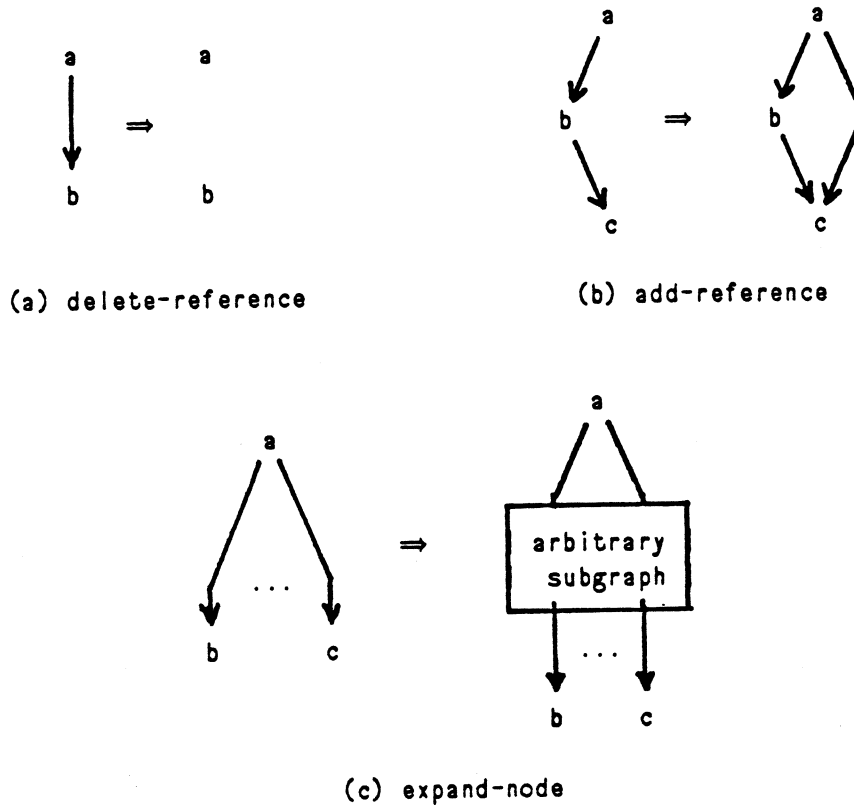 a a
b b
⇒
(a) delete-reference
a a
b b
⇒
c c
(b) add-reference
a a
⇒
arbitrary
subgraph
... ...
b c b c
(c) expand-node